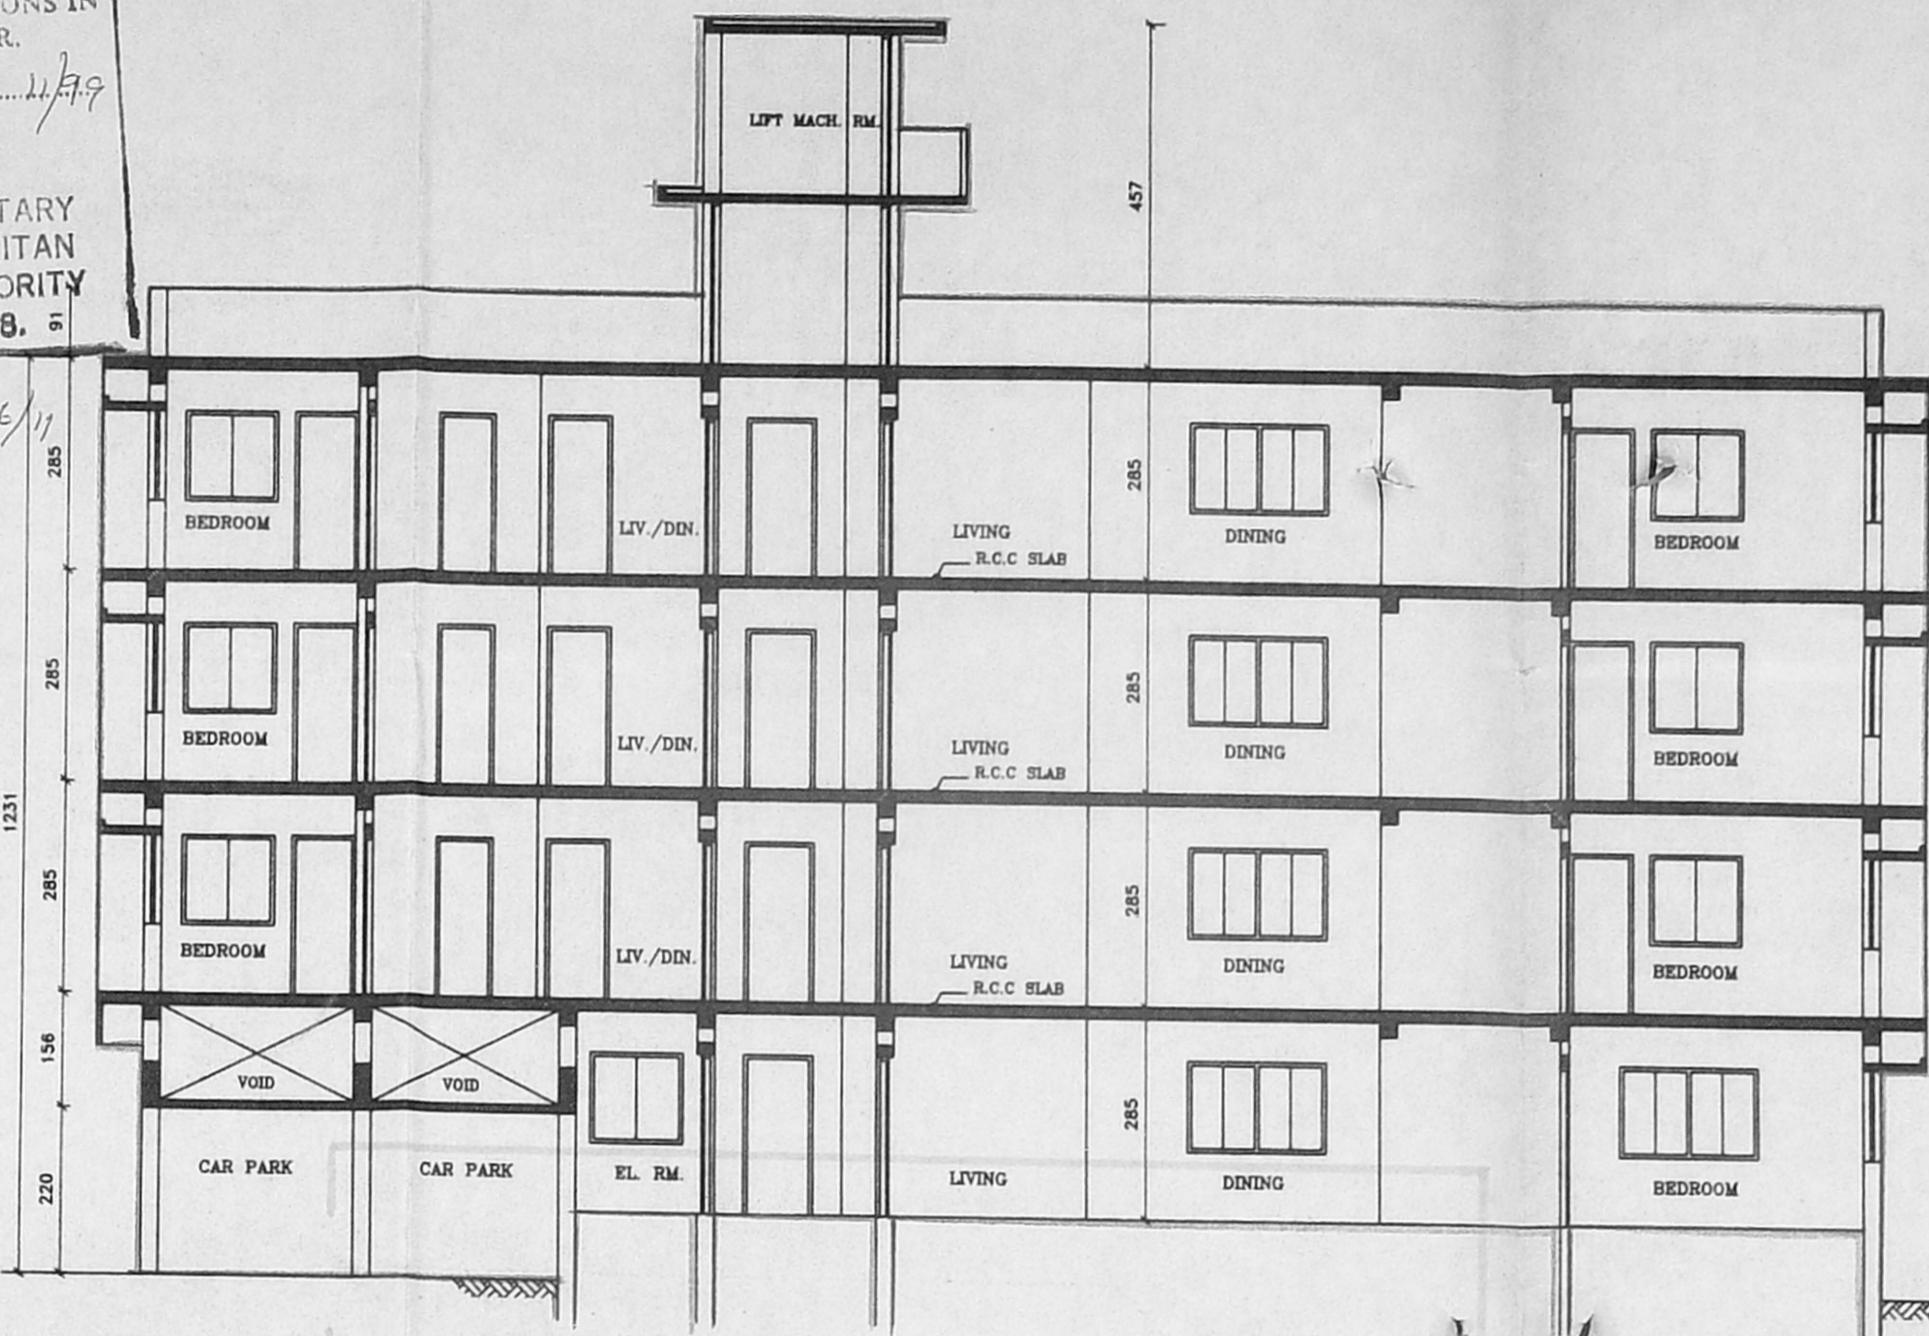 ONS IN
R.
11/99
TARY
ITAN
ORITY
8.
LIFT MACH. RM.
457
91
285
BEDROOM
LIV./DIN.
LIVING
R.C.C SLAB
285
DINING
BEDROOM
285
BEDROOM
LIV./DIN.
LIVING
R.C.C SLAB
285
DINING
BEDROOM
1231
285
BEDROOM
LIV./DIN.
LIVING
R.C.C SLAB
285
DINING
BEDROOM
156
VOID
VOID
220
CAR PARK
CAR PARK
EL. RM.
LIVING
285
DINING
BEDROOM